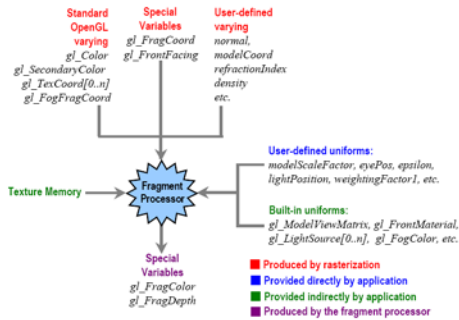 Standard
OpenGL
varying
gl_Color
gl_SecondaryColor
gl_TexCoord[0..n]
gl_FogFragCoord
Special
Variables
gl_FragCoord
gl_FrontFacing
User-defined
varying
normal,
modelCoord
refractionIndex
density
etc.
Texture Memory
Fragment
Processor
User-defined uniforms:
modelScaleFactor, eyePos, epsilon,
lightPosition, weightingFactor1, etc.
Built-in uniforms:
gl_ModelViewMatrix, gl_FrontMaterial,
gl_LightSource[0..n], gl_FogColor, etc.
Special
Variables
gl_FragColor
gl_FragDepth
Produced by rasterization
Provided directly by application
Provided indirectly by application
Produced by the fragment processor